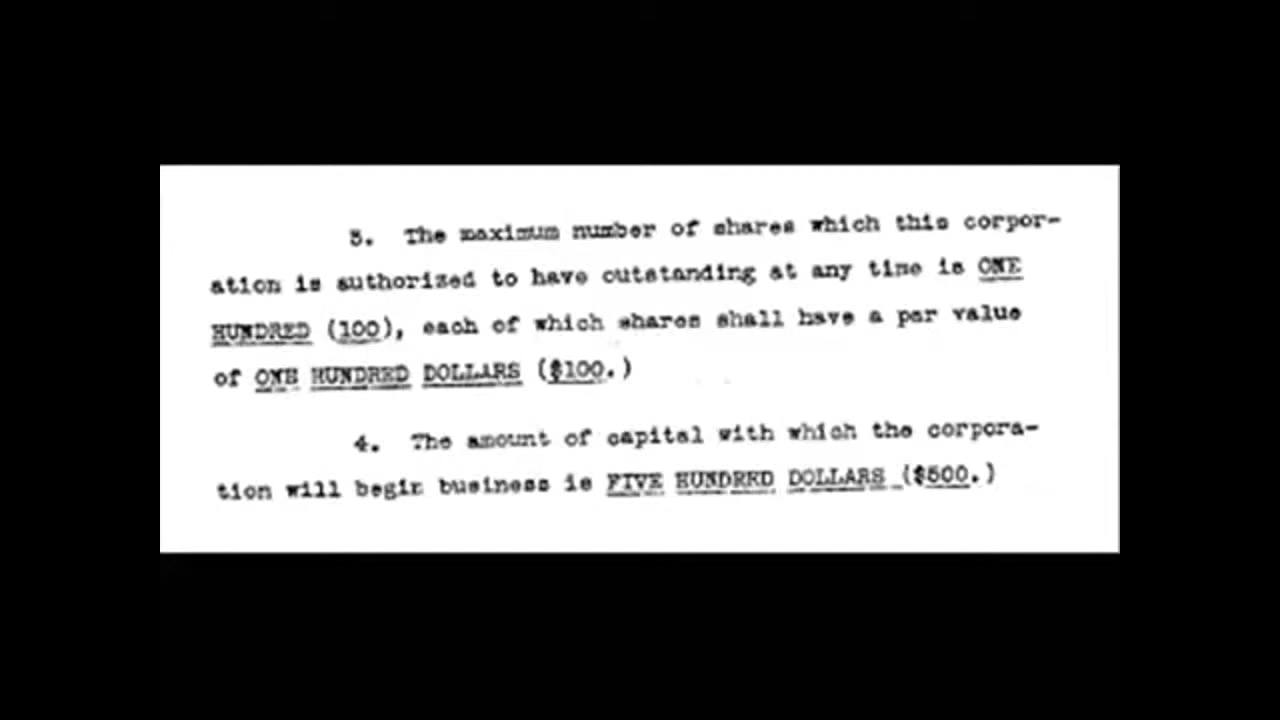 3. The maximum number of shares which this corpor-
ation is authorized to have outstanding at any time is ONE
HUNDRED (100), each of which shares shall have a par value
of ONE HUNDRED DOLLARS ($100.)
4. The amount of capital with which the corpora-
tion will begin business is FIVE HUNDRED DOLLARS ($500.)